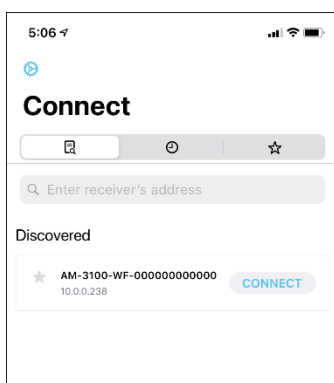 5:06
Connect
Enter receiver's address
Discovered
AM-3100-WF-000000000000
10.0.0.238
CONNECT